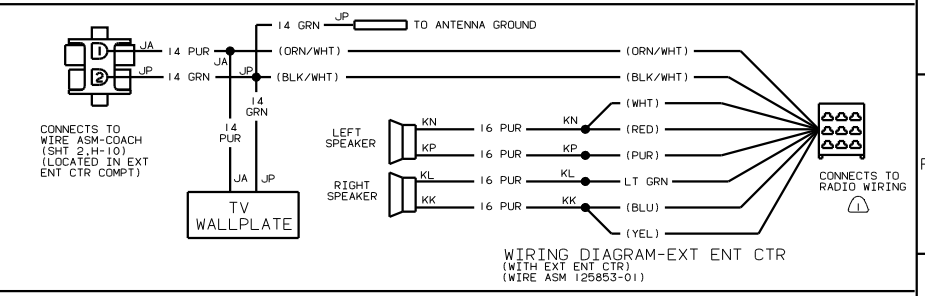 14 GRN JP TO ANTENNA GROUND
1 JA 14 PUR (ORN/WHT) (ORN/WHT)
JA
2 JP 14 GRN JP (BLK/WHT) (BLK/WHT)
14 GRN
14 PUR
JA JP
TV
WALLPLATE
CONNECTS TO
WIRE ASM-COACH
(SHT 2,H-10)
(LOCATED IN EXT
ENT CTR COMPT)
(WHT)
LEFT
SPEAKER
KN 16 PUR KN (RED)
KP 16 PUR KP (PUR)
RIGHT
SPEAKER
KL 16 PUR KL LT GRN
KK 16 PUR KK (BLU)
(YEL)
CONNECTS TO
RADIO WIRING
1
WIRING DIAGRAM-EXT ENT CTR
(WITH EXT ENT CTR)
(WIRE ASM 125853-01)